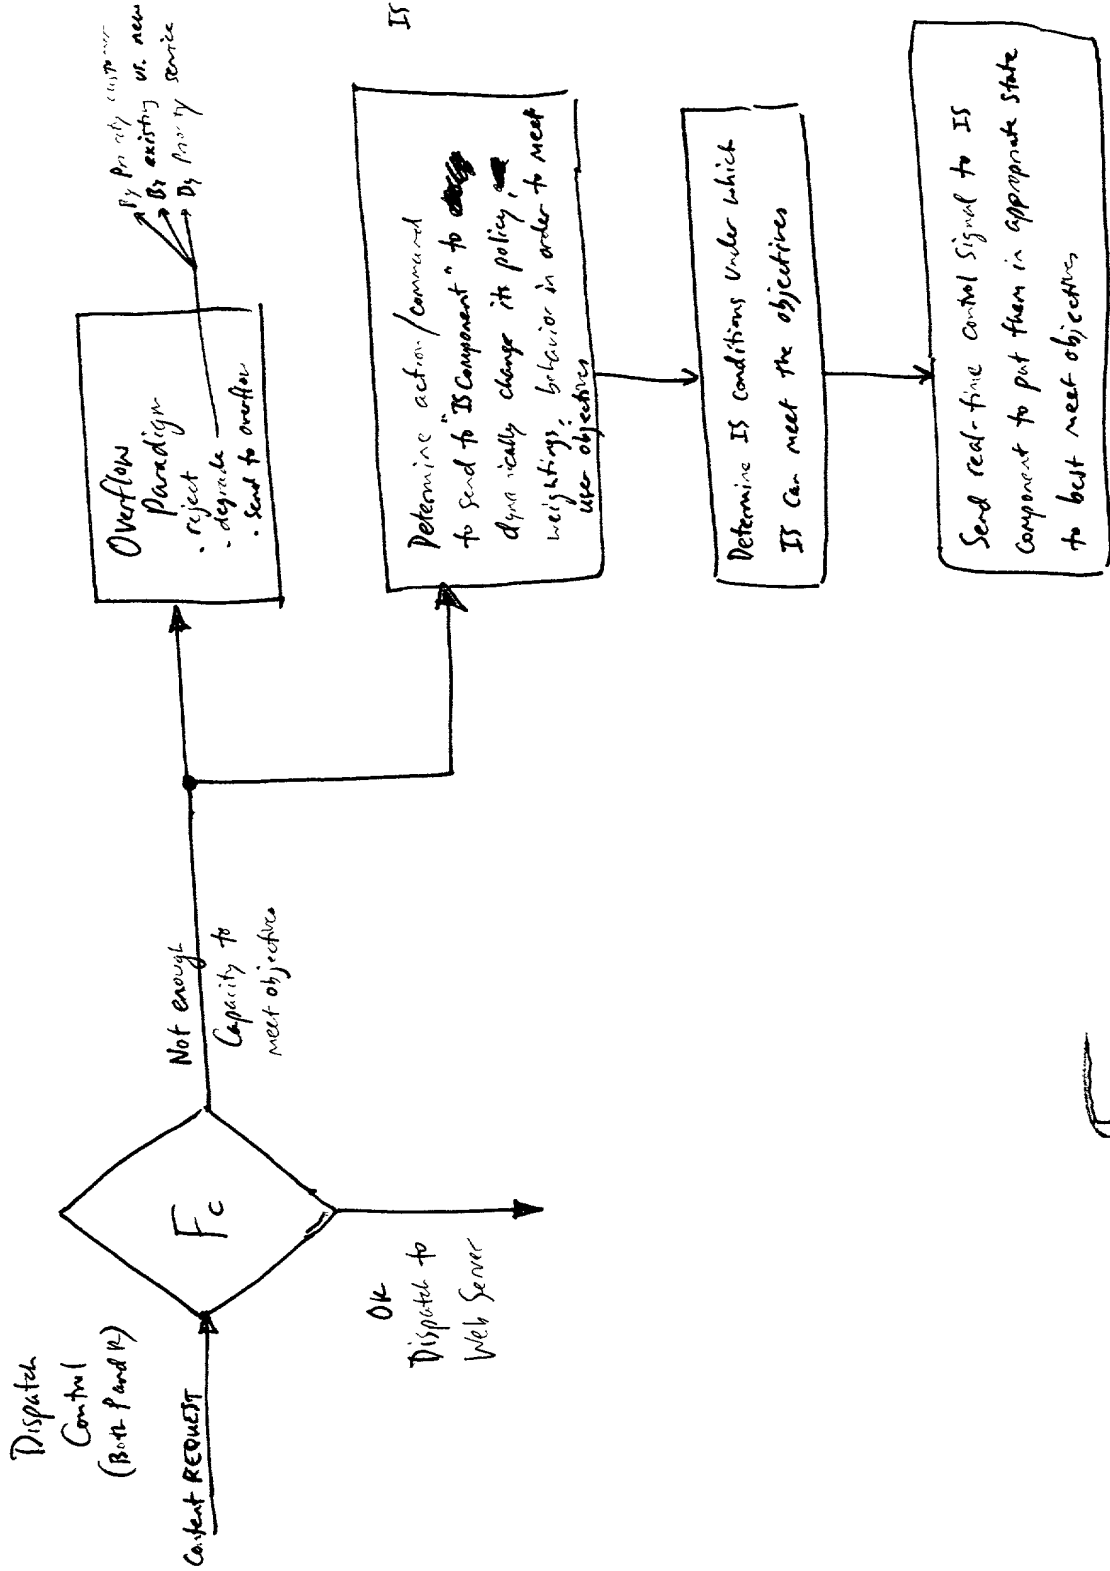 Dispatch
Control
(Both P and R)
Content REQUEST
Fc
OK
Dispatch to
Web Server
Not enough
Capacity to
meet objectives
Overflow
Paradigm
· reject
· degrade
· send to overflow
By Priority customer
By existing vs. new
By Priority service
Determine action/command
to send to "IS Component" to
dynamically change its policy,
weightings, behavior in order to meet
user objectives
IS
Determine IS conditions under which
IS can meet the objectives
Send real-time control signal to IS
component to put them in appropriate state
to best meet objectives